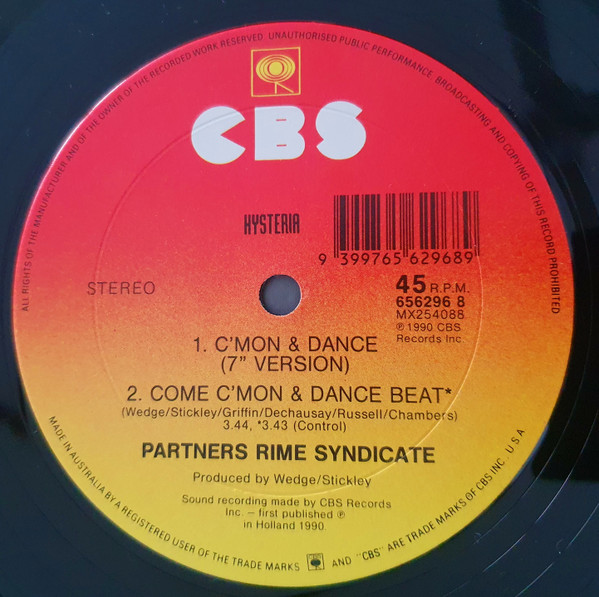 ALL RIGHTS OF THE MANUFACTURER AND OF THE OWNER OF THE RECORDED WORK RESERVED. UNAUTHORISED PUBLIC PERFORMANCE, BROADCASTING AND COPYING OF THIS RECORD PROHIBITED
CBS
HYSTERIA
9 399765 629689
STEREO
45 R.P.M.
656296 8
MX254088
℗ 1990 CBS
Records Inc.
1. C'MON & DANCE
(7" VERSION)
2. COME C'MON & DANCE BEAT*
(Wedge/Stickley/Griffin/Dechausay/Russell/Chambers)
3.44, *3.43 (Control)
PARTNERS RIME SYNDICATE
Produced by Wedge/Stickley
Sound recording made by CBS Records
Inc. – first published ℗
in Holland 1990.
MADE IN AUSTRALIA BY A REGISTERED USER OF THE TRADE MARKS AND "CBS" ARE TRADE MARKS OF CBS INC. U S A